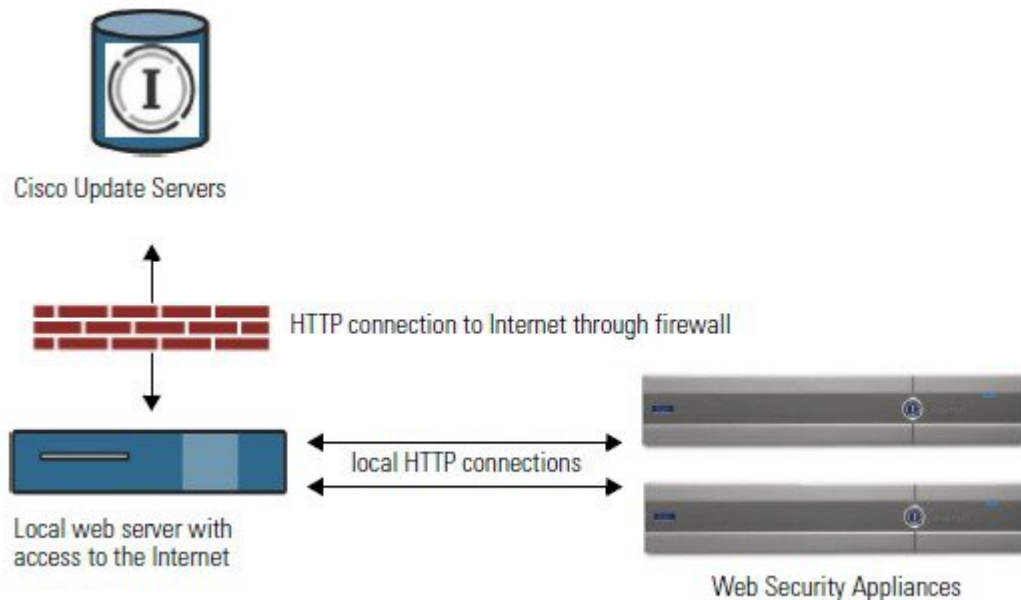 I
Cisco Update Servers
HTTP connection to Internet through firewall
local HTTP connections
Local web server with
access to the Internet
Web Security Appliances